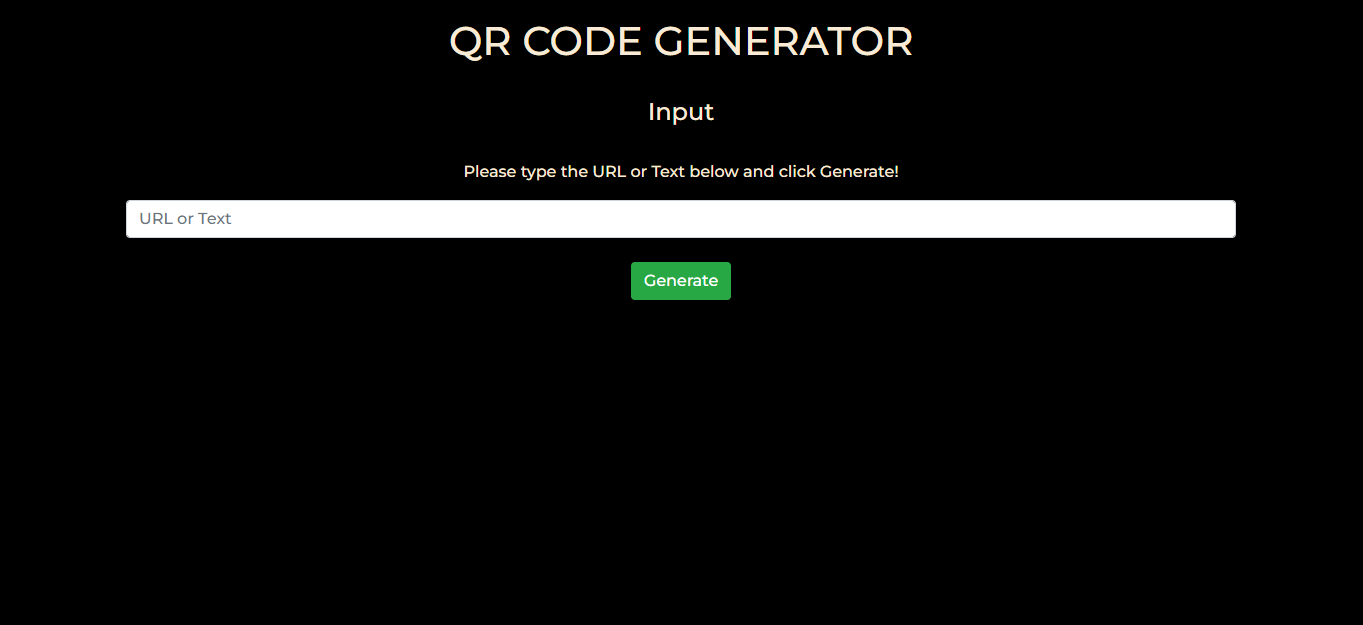 QR CODE GENERATOR
Input
Please type the URL or Text below and click Generate!
URL or Text
Generate